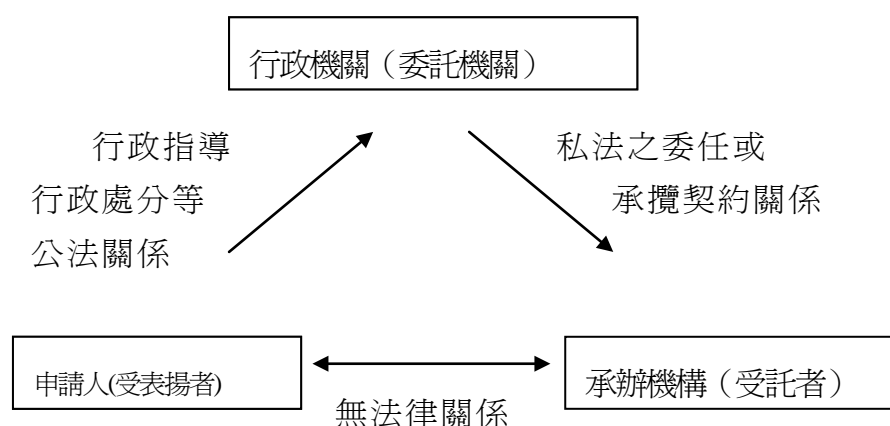 行政機關（委託機關）
行政指導
行政處分等
公法關係
私法之委任或
承攬契約關係
申請人(受表揚者)
承辦機構（受託者）
無法律關係